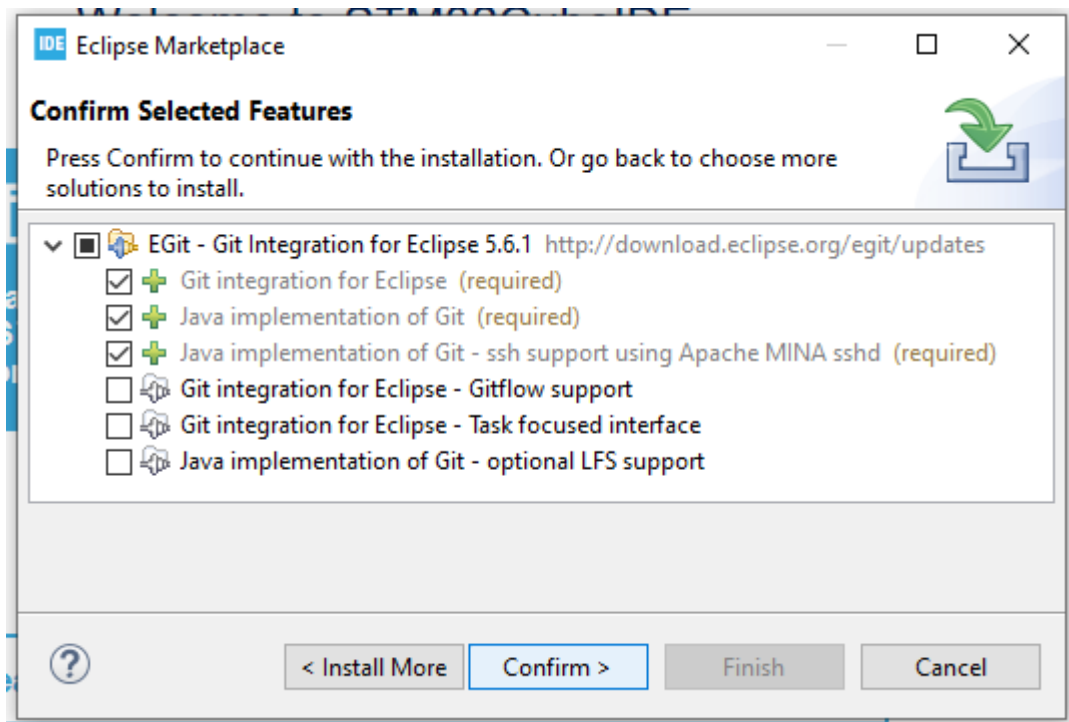 Welcome to STM32CubeIDE
IDE Eclipse Marketplace
Confirm Selected Features
Press Confirm to continue with the installation. Or go back to choose more
solutions to install.
EGit - Git Integration for Eclipse 5.6.1 http://download.eclipse.org/egit/updates
Git integration for Eclipse (required)
Java implementation of Git (required)
Java implementation of Git - ssh support using Apache MINA sshd (required)
Git integration for Eclipse - Gitflow support
Git integration for Eclipse - Task focused interface
Java implementation of Git - optional LFS support
? < Install More Confirm > Finish Cancel